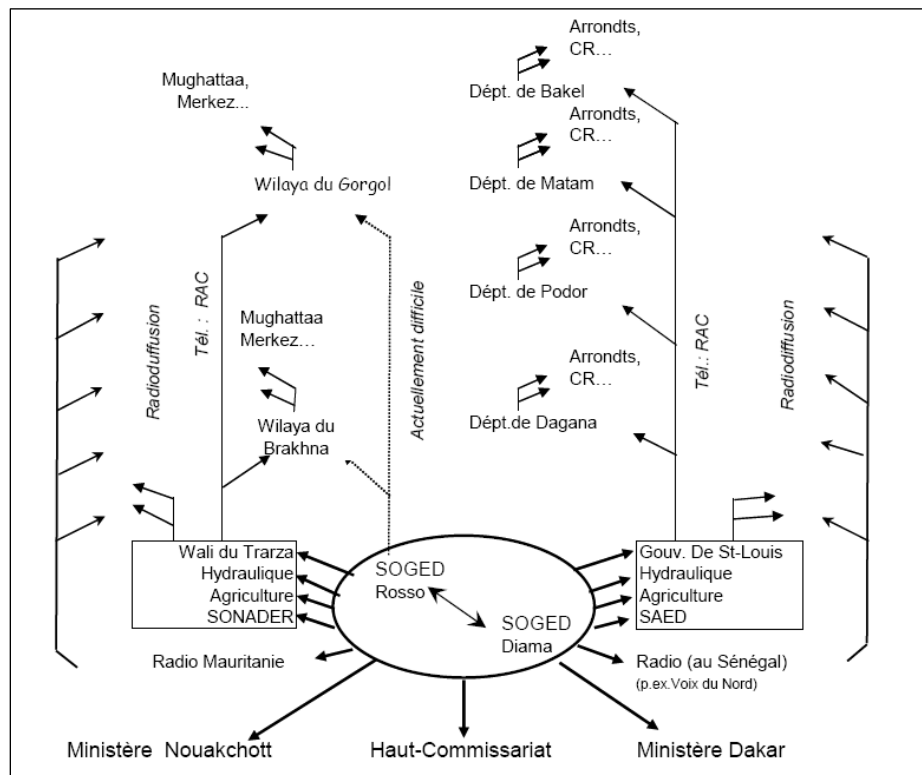 Arrondts,
CR…
Dépt. de Bakel
Mughattaa,
Merkez...
Arrondts,
CR…
Wilaya du Gorgol
Dépt. de Matam
Arrondts,
CR…
Dépt. de Podor
Radioduffusion
Tél. : RAC
Mughattaa
Merkez…
Actuellement difficile
Tél.: RAC
Radiodiffusion
Arrondts,
CR…
Wilaya du
Brakhna
Dépt.de Dagana
Wali du Trarza
Hydraulique
Agriculture
SONADER
SOGED
Rosso
SOGED
Diama
Gouv. De St-Louis
Hydraulique
Agriculture
SAED
Radio Mauritanie
Radio (au Sénégal)
(p.ex.Voix du Nord)
Ministère Nouakchott
Haut-Commissariat
Ministère Dakar